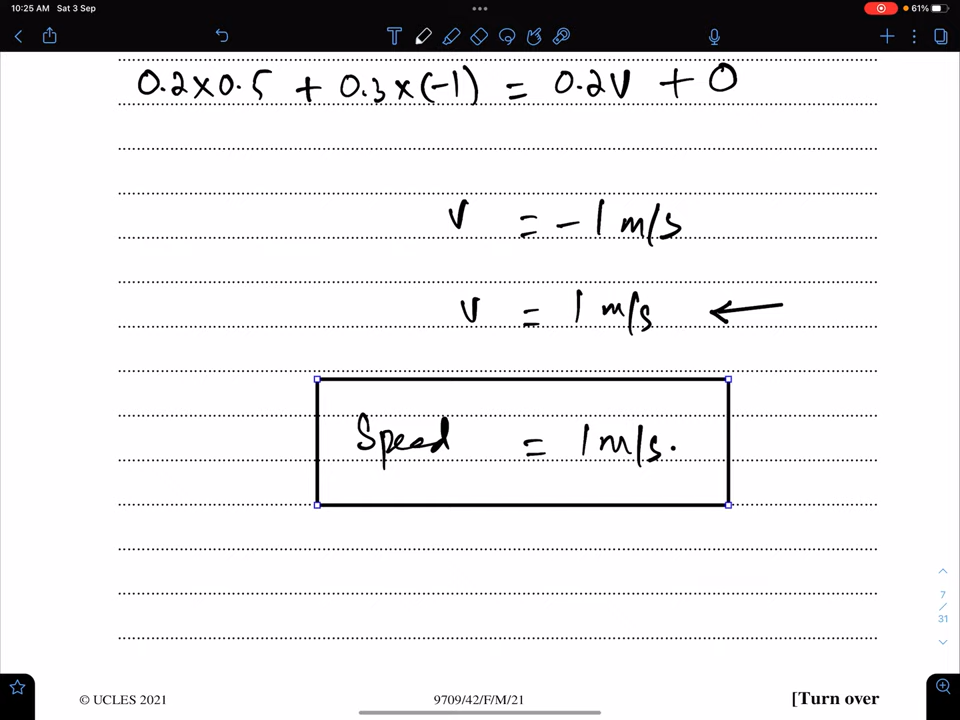 10:25 AM Sat 3 Sep
61%
0.2×0.5 + 0.3×(-1) = 0.2v + 0
v = -1 m/s
v = 1 m/s ←
Speed = 1 m/s.
7
/
31
© UCLES 2021 9709/42/F/M/21 [Turn over